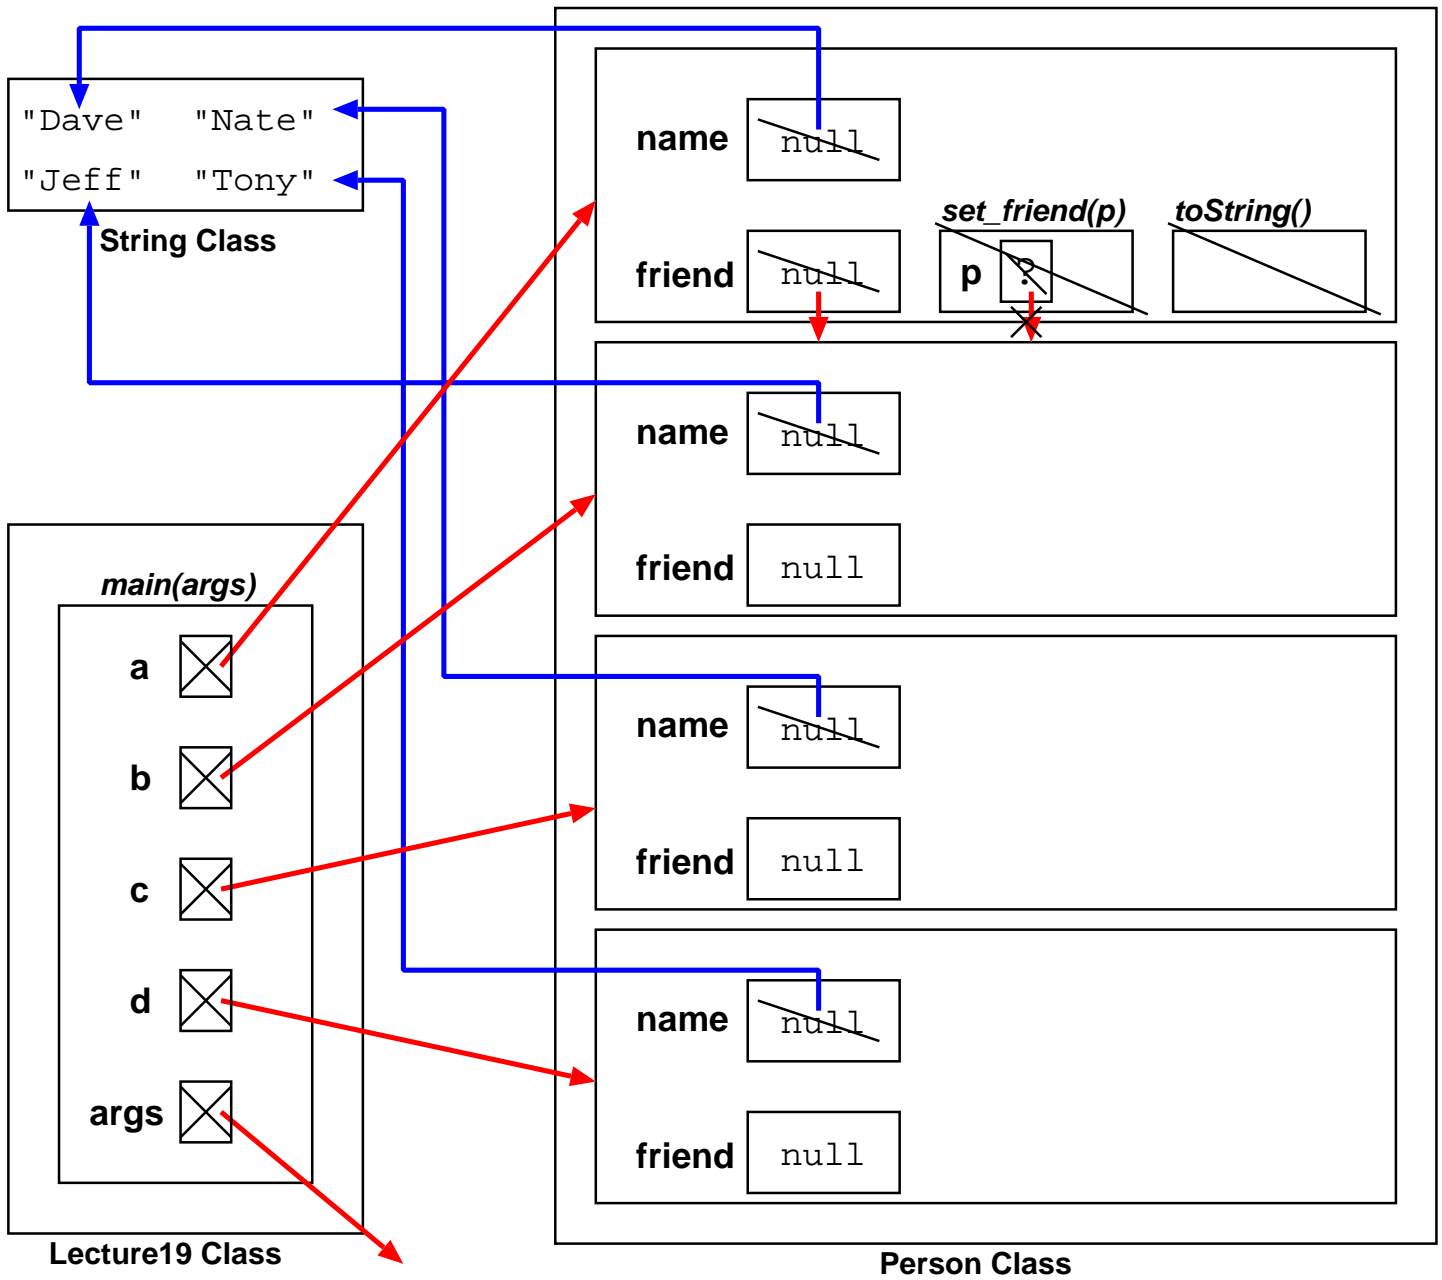 "Dave" "Nate"
"Jeff" "Tony"
String Class
main(args)
a
b
c
d
args
Lecture19 Class
name null
set_friend(p) toString()
friend null p ?
name null
friend null
name null
friend null
name null
friend null
Person Class